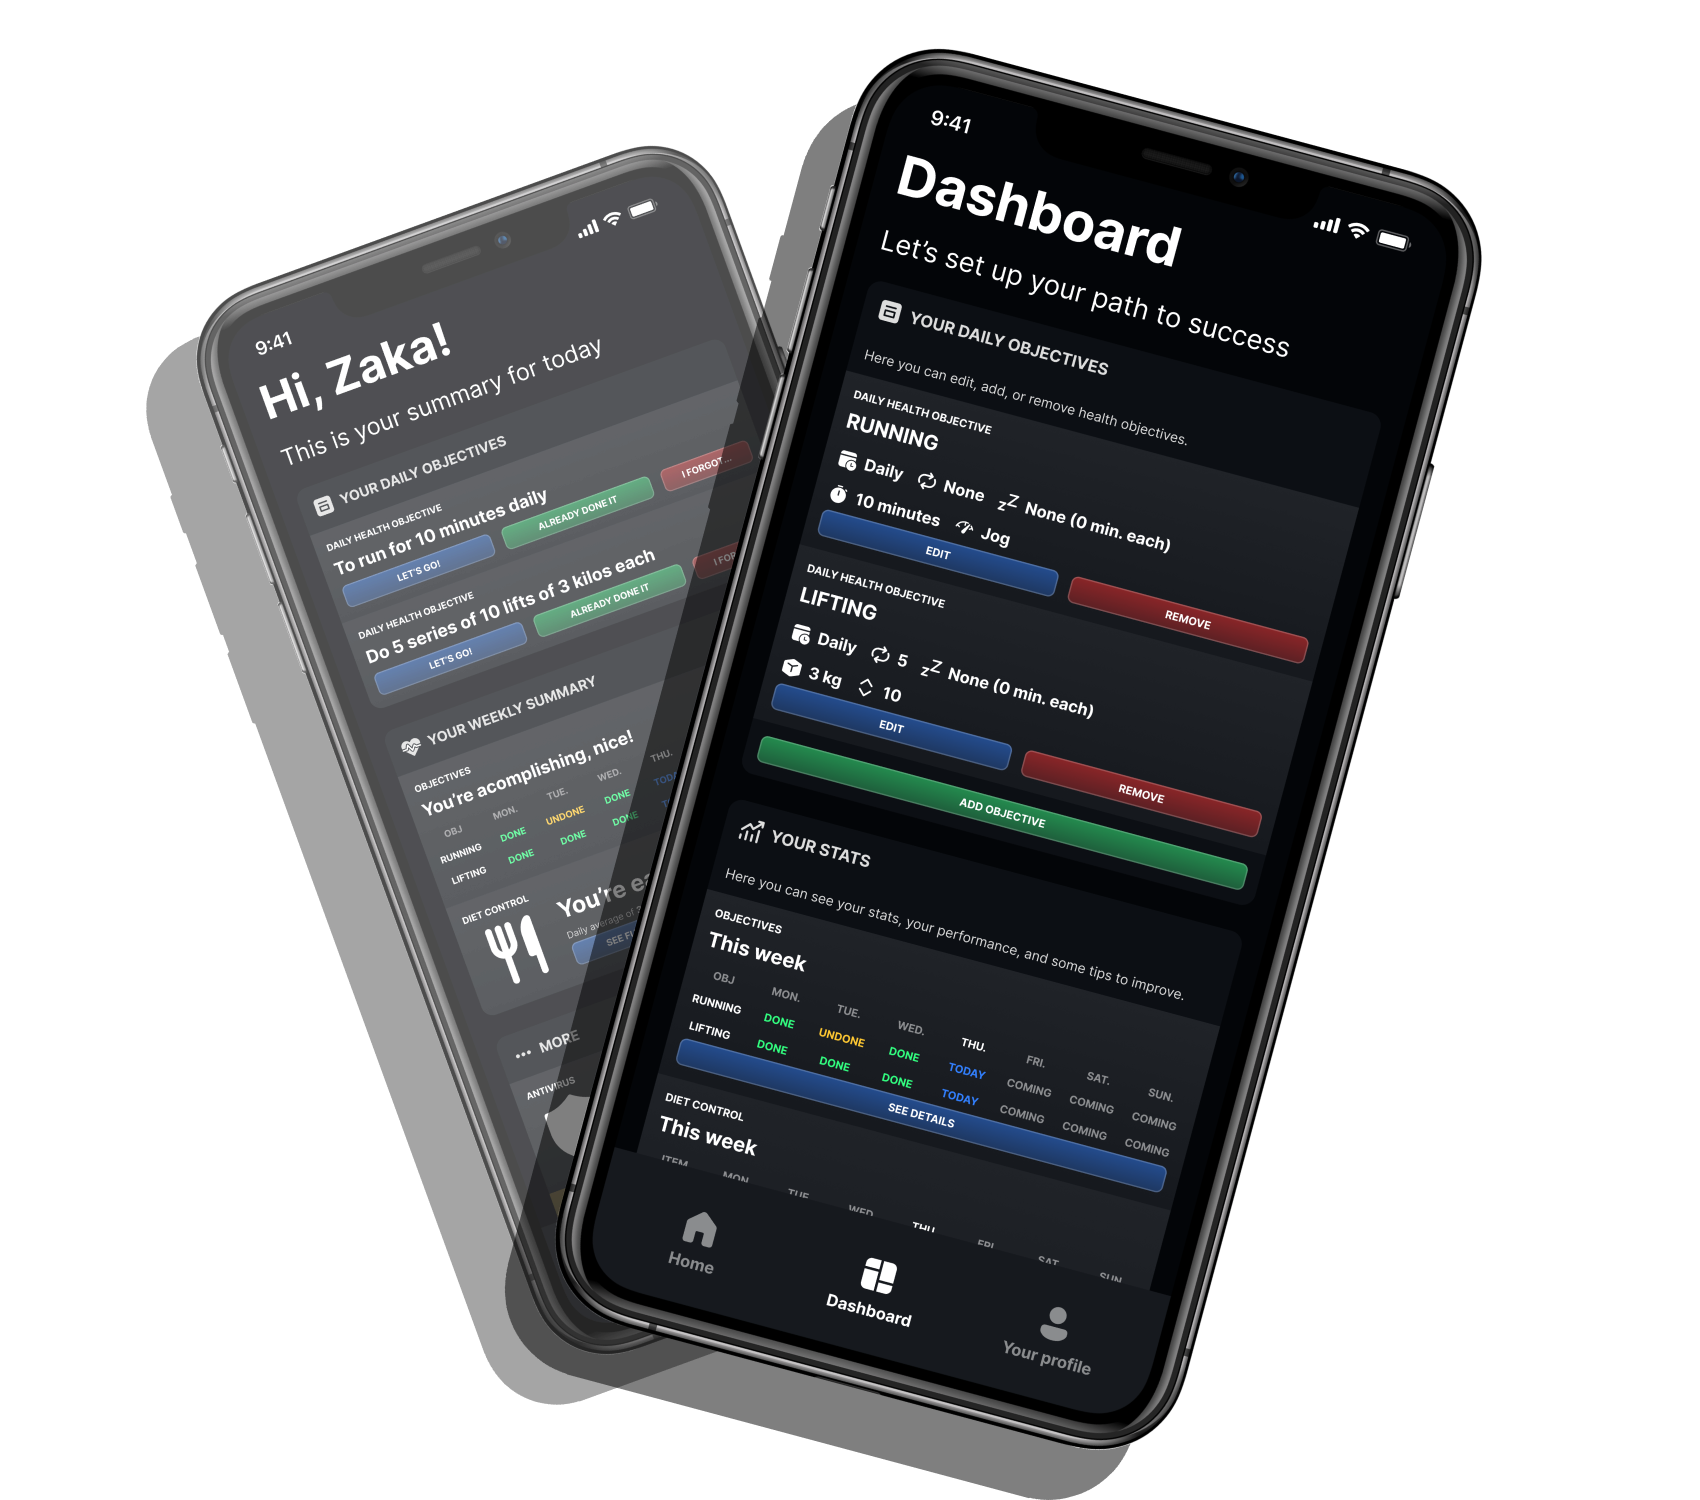 9:41
Hi, Zaka!
This is your summary for today
YOUR DAILY OBJECTIVES
DAILY HEALTH OBJECTIVE
To run for 10 minutes daily
LET'S GO!
ALREADY DONE IT
I FORGOT...
DAILY HEALTH OBJECTIVE
Do 5 series of 10 lifts of 3 kilos each
LET'S GO!
ALREADY DONE IT
YOUR WEEKLY SUMMARY
OBJECTIVES
You're acomplishing, nice!
OBJ MON. TUE. WED. THU.
RUNNING DONE UNDONE DONE
LIFTING DONE DONE DONE
DIET CONTROL
You're
Daily average of
SEE
MORE
ANTIVIRUS
9:41
Dashboard
Let's set up your path to success
YOUR DAILY OBJECTIVES
Here you can edit, add, or remove health objectives.
DAILY HEALTH OBJECTIVE
RUNNING
Daily None zZ None (0 min. each)
10 minutes Jog
EDIT REMOVE
DAILY HEALTH OBJECTIVE
LIFTING
Daily 5 zZ None (0 min. each)
3 kg 10
EDIT REMOVE
ADD OBJECTIVE
YOUR STATS
Here you can see your stats, your performance, and some tips to improve.
OBJECTIVES
This week
OBJ MON. TUE. WED. THU. FRI. SAT. SUN.
RUNNING DONE UNDONE DONE TODAY COMING COMING COMING
LIFTING DONE DONE DONE TODAY COMING COMING COMING
SEE DETAILS
DIET CONTROL
This week
ITEM MON TUE WED THU FRI SAT SUN
Home
Dashboard
Your profile